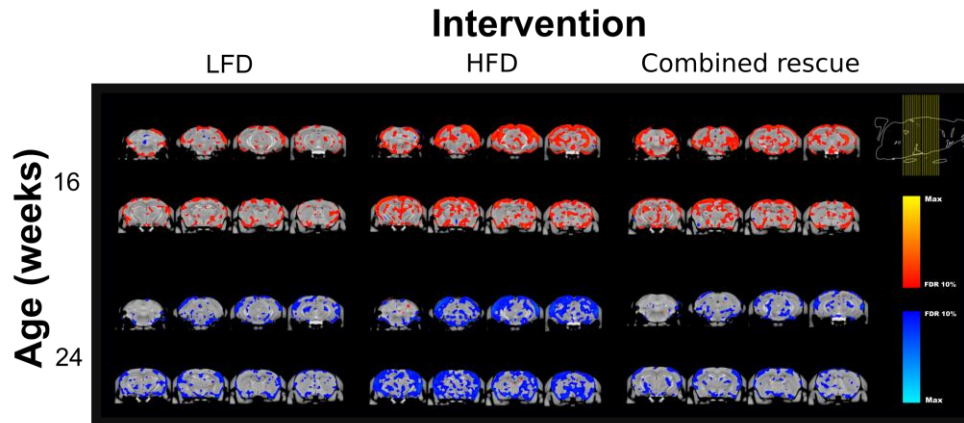 Intervention
LFD HFD Combined rescue
Age (weeks)
16
24
Max
FDR 10%
FDR 10%
Max